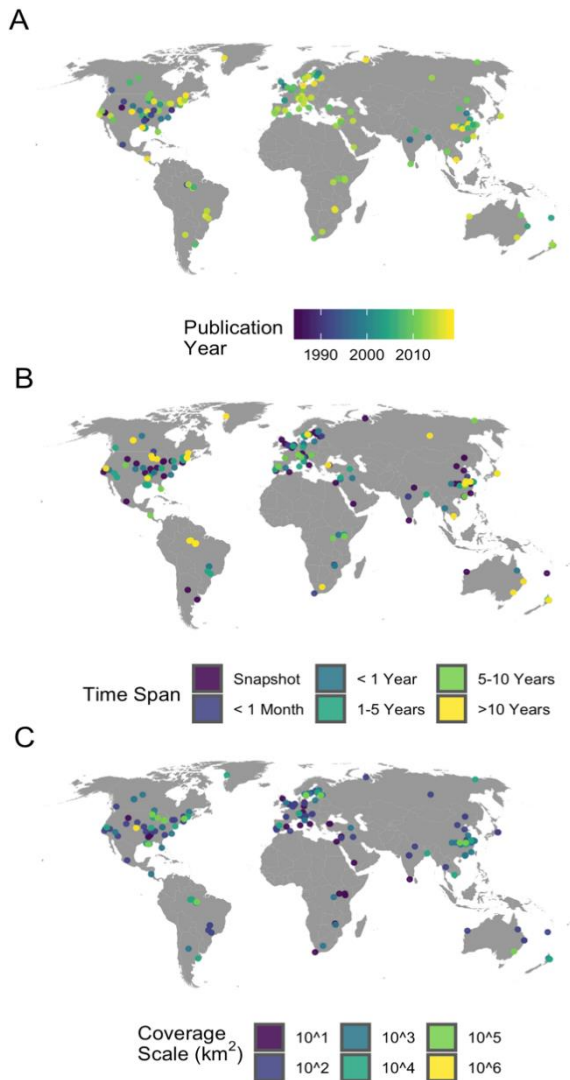 A
Publication
Year
1990 2000 2010
B
Time Span
Snapshot < 1 Year 5-10 Years
< 1 Month 1-5 Years >10 Years
C
Coverage
Scale (km²)
10^1 10^3 10^5
10^2 10^4 10^6